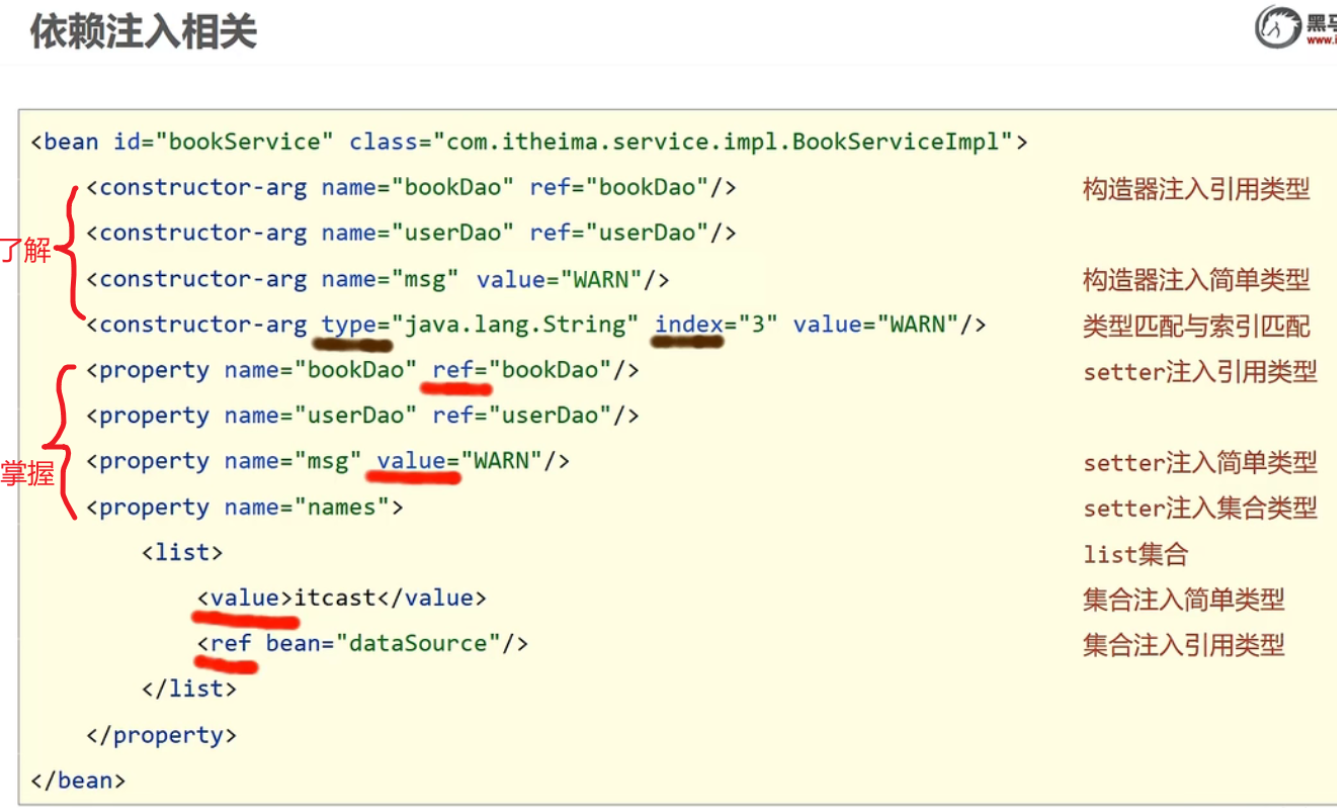 依赖注入相关
<bean id="bookService" class="com.itheima.service.impl.BookServiceImpl">
<constructor-arg name="bookDao" ref="bookDao"/> 构造器注入引用类型
<constructor-arg name="userDao" ref="userDao"/>
了解
<constructor-arg name="msg" value="WARN"/> 构造器注入简单类型
<constructor-arg type="java.lang.String" index="3" value="WARN"/> 类型匹配与索引匹配
<property name="bookDao" ref="bookDao"/> setter注入引用类型
<property name="userDao" ref="userDao"/>
<property name="msg" value="WARN"/> setter注入简单类型
掌握
<property name="names"> setter注入集合类型
<list> list集合
<value>itcast</value> 集合注入简单类型
<ref bean="dataSource"/> 集合注入引用类型
</list>
</property>
</bean>